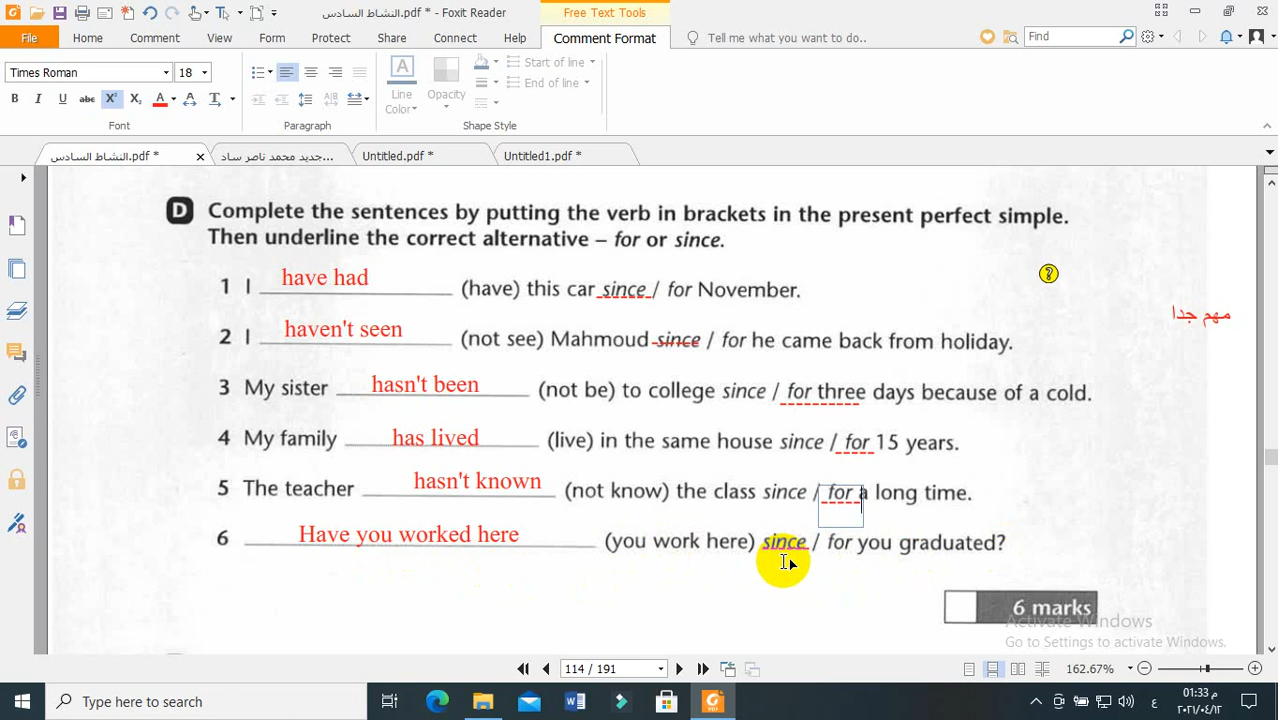 النشاط السادس.pdf * - Foxit Reader
Free Text Tools
File Home Comment View Form Protect Share Connect Help Comment Format Tell me what you want to do.. Find
Times Roman 18
Start of line
End of line
B I U abc X² X₂ A A T
Line Color
Opacity
Font Paragraph Shape Style
النشاط السادس.pdf *
جديد محمد ناصر ساد...
Untitled.pdf *
Untitled1.pdf *
D Complete the sentences by putting the verb in brackets in the present perfect simple.
Then underline the correct alternative – for or since.
1 I have had (have) this car since / for November.
مهم جدا
2 I haven't seen (not see) Mahmoud since / for he came back from holiday.
3 My sister hasn't been (not be) to college since / for three days because of a cold.
4 My family has lived (live) in the same house since / for 15 years.
5 The teacher hasn't known (not know) the class since / for a long time.
6 Have you worked here (you work here) since / for you graduated?
6 marks
Activate Windows
Go to Settings to activate Windows.
114 / 191
162.67%
Type here to search
ع
01:33 م
٢٠٢١/٠٤/١٢